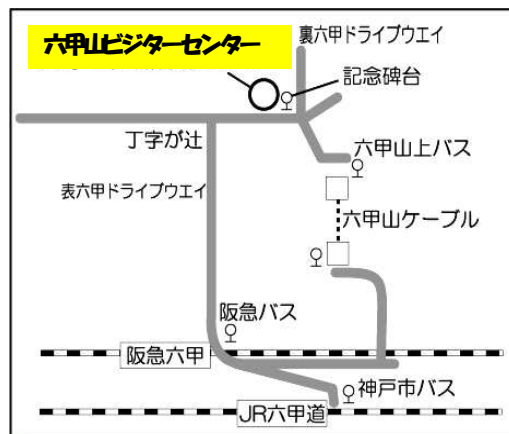 六甲山ビジターセンター
裏六甲ドライブウエイ
記念碑台
丁字が辻
六甲山上バス
表六甲ドライブウエイ
六甲山ケーブル
阪急バス
阪急六甲
神戸市バス
JR六甲道